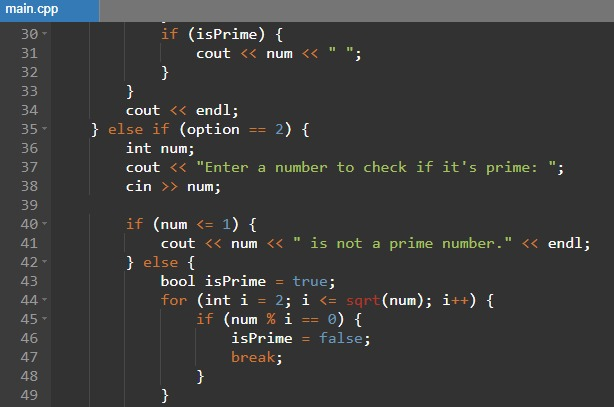 main.cpp
30 if (isPrime) {
31 cout << num << " ";
32 }
33 }
34 cout << endl;
35 } else if (option == 2) {
36 int num;
37 cout << "Enter a number to check if it's prime: ";
38 cin >> num;
39
40 if (num <= 1) {
41 cout << num << " is not a prime number." << endl;
42 } else {
43 bool isPrime = true;
44 for (int i = 2; i <= sqrt(num); i++) {
45 if (num % i == 0) {
46 isPrime = false;
47 break;
48 }
49 }